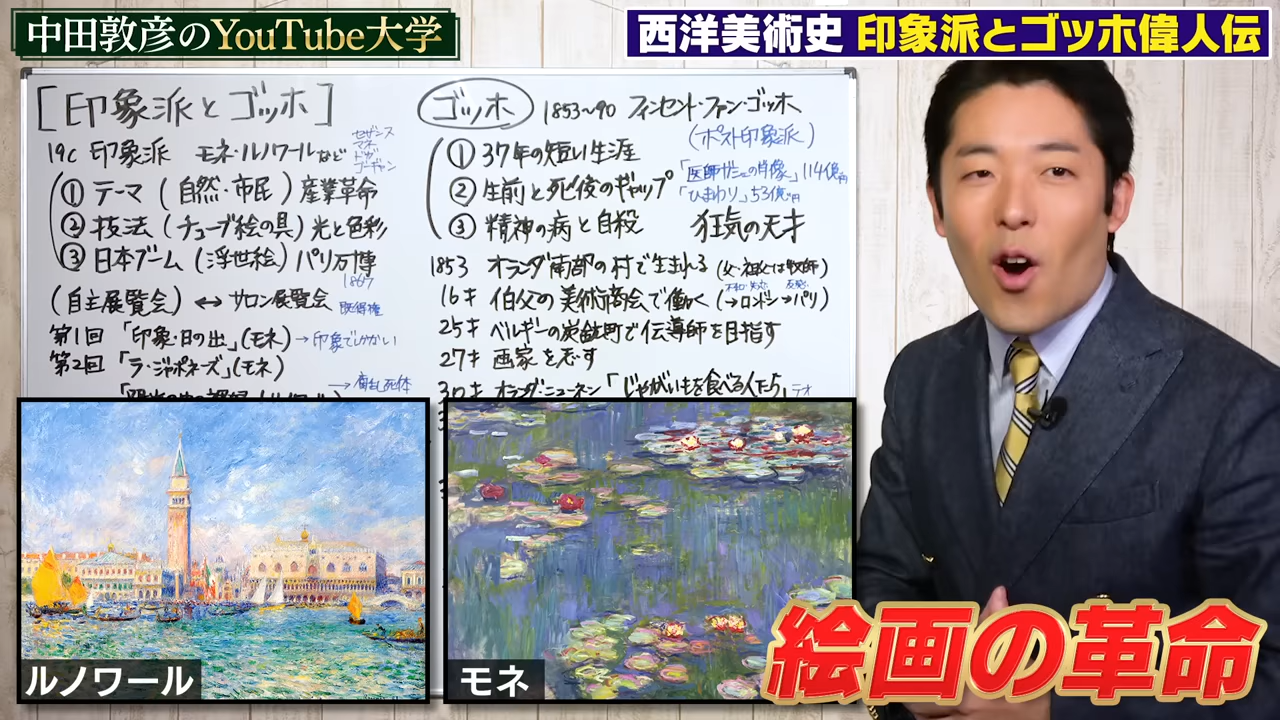 中田敦彦のYouTube大学
西洋美術史 印象派とゴッホ偉人伝
[印象派とゴッホ]
19c 印象派 モネ・ルノワールなど
セザンヌ
マネ
ドガ
ゴーギャン
① テーマ (自然・市民) 産業革命
② 技法 (チューブ絵の具) 光と色彩
③ 日本ブーム (浮世絵) パリ万博
1867
(自主展覧会) ↔ サロン展覧会 既得権
第1回 「印象・日の出」(モネ) →印象でしかない
第2回 「ラ・ジャポネーズ」(モネ)
ゴッホ 1853~90 フィンセント・ファン・ゴッホ
(ポスト印象派)
① 37年の短い生涯
② 生前と死後のギャップ
「医師ガシェの肖像」114億円
「ひまわり」53億円
③ 精神の病と自殺 狂気の天才
1853 オランダ南部の村で生まれる (父・祖父は牧師)
16才 伯父の美術商会で働く (→ロンドン→パリ)
25才 ベルギーの炭鉱町で伝導師を目指す
27才 画家を志す
30才 オランダ・ニューネン「じゃがいもを食べる人たち」テオ
ルノワール
モネ
絵画の革命